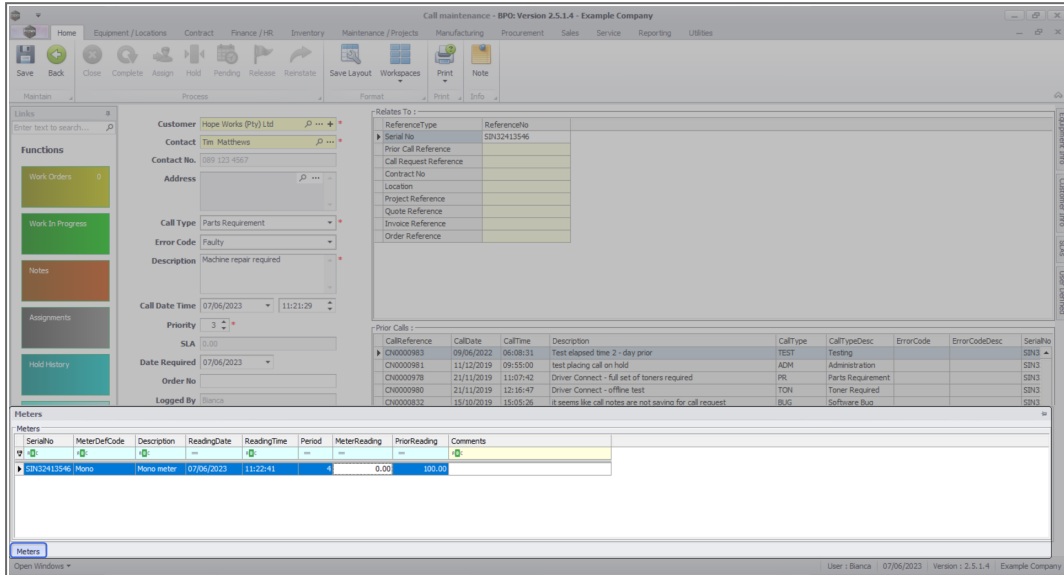 Call maintenance - BPO: Version 2.5.1.4 - Example Company
Home Equipment / Locations Contract Finance / HR Inventory Maintenance / Projects Manufacturing Procurement Sales Service Reporting Utilities
Save Back Close Complete Assign Hold Pending Release Reinstate Save Layout Workspaces Print Note
Maintain Process Format Print Info
Links
Enter text to search...
Functions
Work Orders 0
Work In Progress
Notes
Assignments
Hold History
Customer Hope Works (Pty) Ltd *
Contact Tim Matthews *
Contact No. 089 123 4567
Address
Call Type Parts Requirement *
Error Code Faulty
Description Machine repair required *
Call Date Time 07/06/2023 11:21:29
Priority 3 *
SLA 0.00
Date Required 07/06/2023
Order No
Logged By Bianca
Relates To :
ReferenceType ReferenceNo
Serial No SIN32413546
Prior Call Reference
Call Request Reference
Contract No
Location
Project Reference
Quote Reference
Invoice Reference
Order Reference
Equipment Info
Customer Info
SLAs
User Defined
Prior Calls :
CallReference CallDate CallTime Description CallType CallTypeDesc ErrorCode ErrorCodeDesc SerialNo
CN0000983 09/06/2022 06:08:31 Test elapsed time 2 - day prior TEST Testing SIN3
CN0000981 11/12/2019 09:55:00 test placing call on hold ADM Administration SIN3
CN0000978 21/11/2019 11:07:42 Driver Connect - full set of toners required PR Parts Requirement SIN3
CN0000980 21/11/2019 12:16:47 Driver Connect - offline test TON Toner Required SIN3
CN0000832 15/10/2019 15:05:26 it seems like call notes are not saving for call request BUG Software Bug SIN3
Meters
Meters
SerialNo MeterDefCode Description ReadingDate ReadingTime Period MeterReading PriorReading Comments
SIN32413546 Mono Mono meter 07/06/2023 11:22:41 4 0.00 100.00
Meters
Open Windows User : Bianca 07/06/2023 Version : 2.5.1.4 Example Company